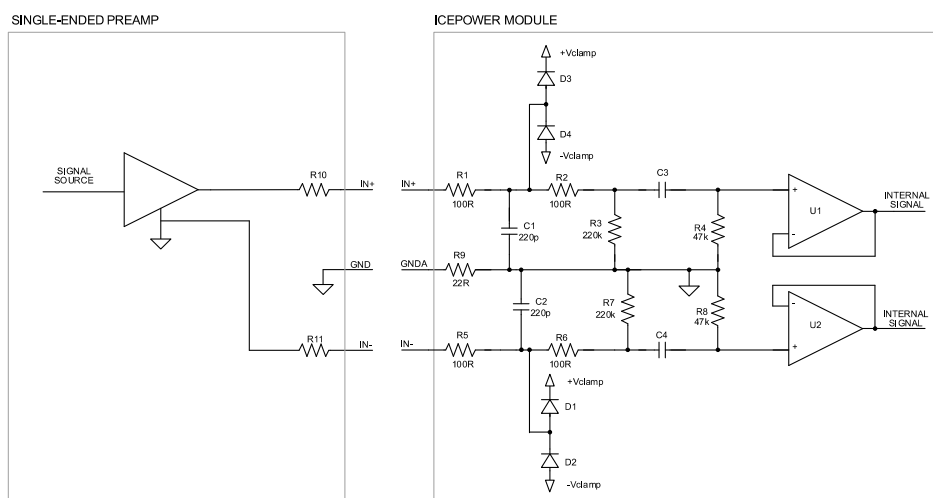 SINGLE-ENDED PREAMP
ICEPOWER MODULE
+Vclamp
D3
D4
-Vclamp
SIGNAL
SOURCE
R10
IN+
IN+
R1
100R
R2
100R
C3
+
-
U1
INTERNAL
SIGNAL
C1
220p
R3
220k
R4
47k
GND
GNDA
R9
22R
C2
220p
R7
220k
R8
47k
-
+
U2
INTERNAL
SIGNAL
R11
IN-
IN-
R5
100R
R6
100R
C4
+Vclamp
D1
D2
-Vclamp